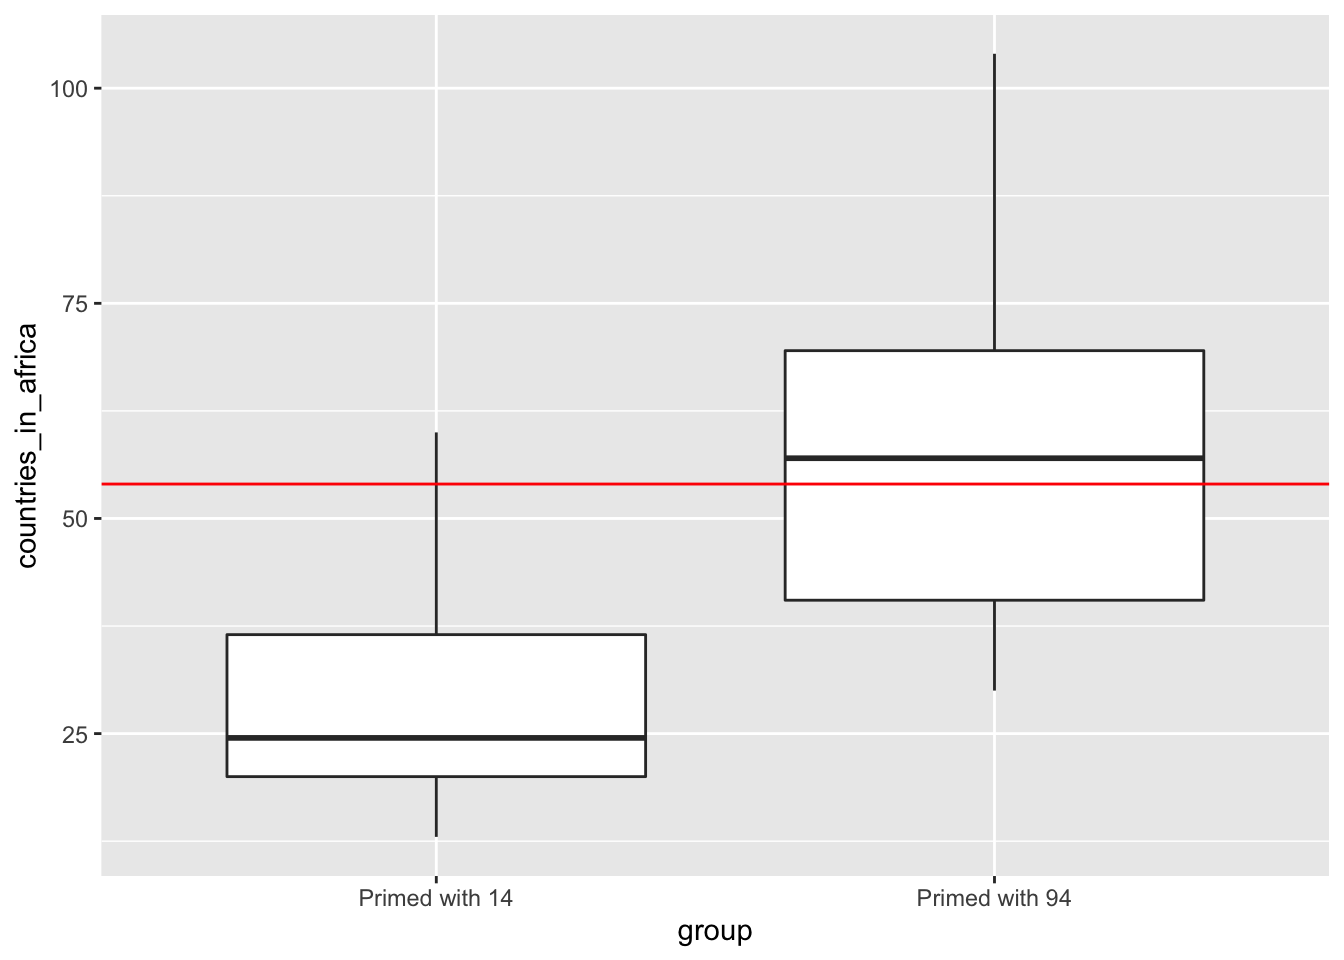 100
75
50
25
countries_in_africa
Primed with 14
Primed with 94
group